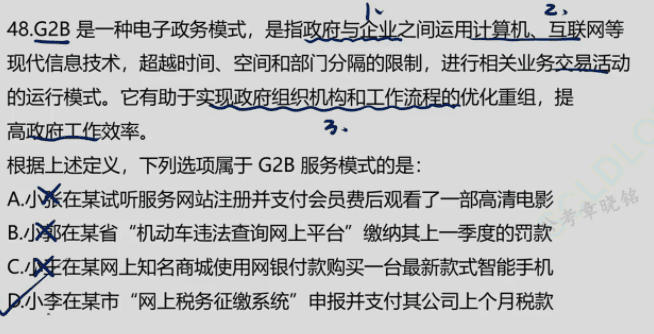 1、 2、
48.G2B 是一种电子政务模式，是指政府与企业之间运用计算机、互联网等
现代信息技术，超越时间、空间和部门分隔的限制，进行相关业务交易活动
的运行模式。它有助于实现政府组织机构和工作流程的优化重组，提
3、
高政府工作效率。
根据上述定义，下列选项属于 G2B 服务模式的是：
A.小张在某试听服务网站注册并支付会员费后观看了一部高清电影
B.小郭在某省“机动车违法查询网上平台”缴纳其上一季度的罚款
C.小王在某网上知名商城使用网银付款购买一台最新款式智能手机
D.小李在某市“网上税务征缴系统”申报并支付其公司上个月税款
公考章晓铭